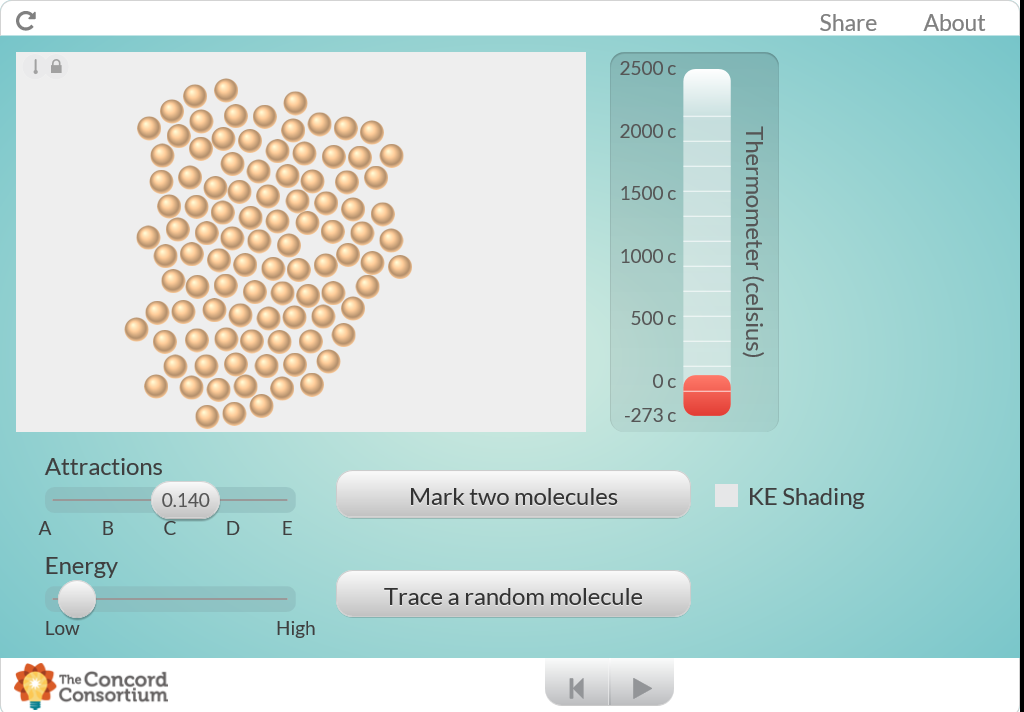 Share About
2500 c
2000 c
1500 c
1000 c
500 c
0 c
-273 c
Thermometer (celsius)
Attractions
0.140
A B C D E
Mark two molecules
KE Shading
Energy
Low High
Trace a random molecule
The Concord
Consortium